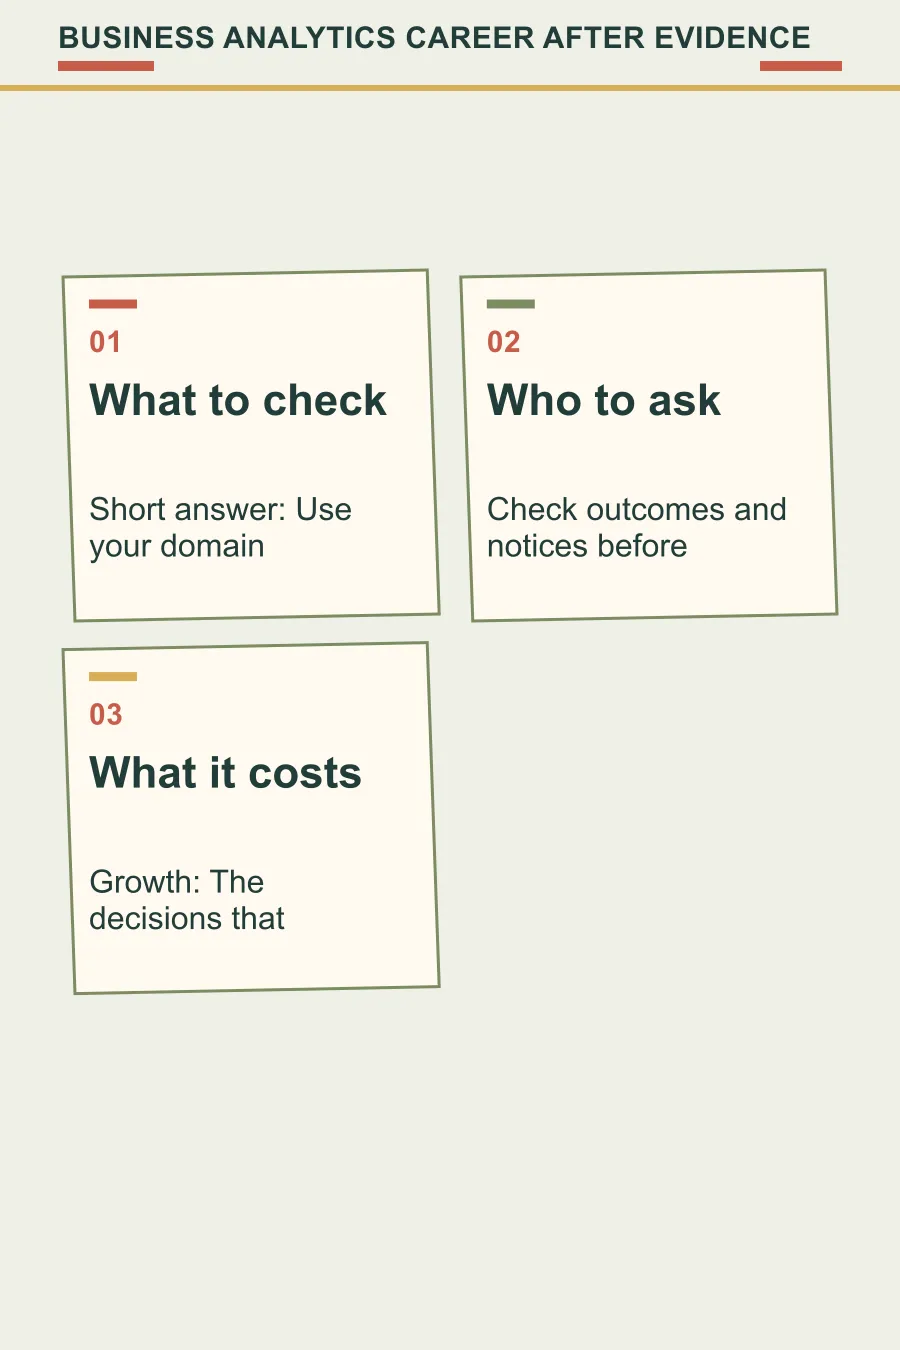 BUSINESS ANALYTICS CAREER AFTER EVIDENCE
01
What to check
Short answer: Use
your domain
02
Who to ask
Check outcomes and
notices before
03
What it costs
Growth: The
decisions that